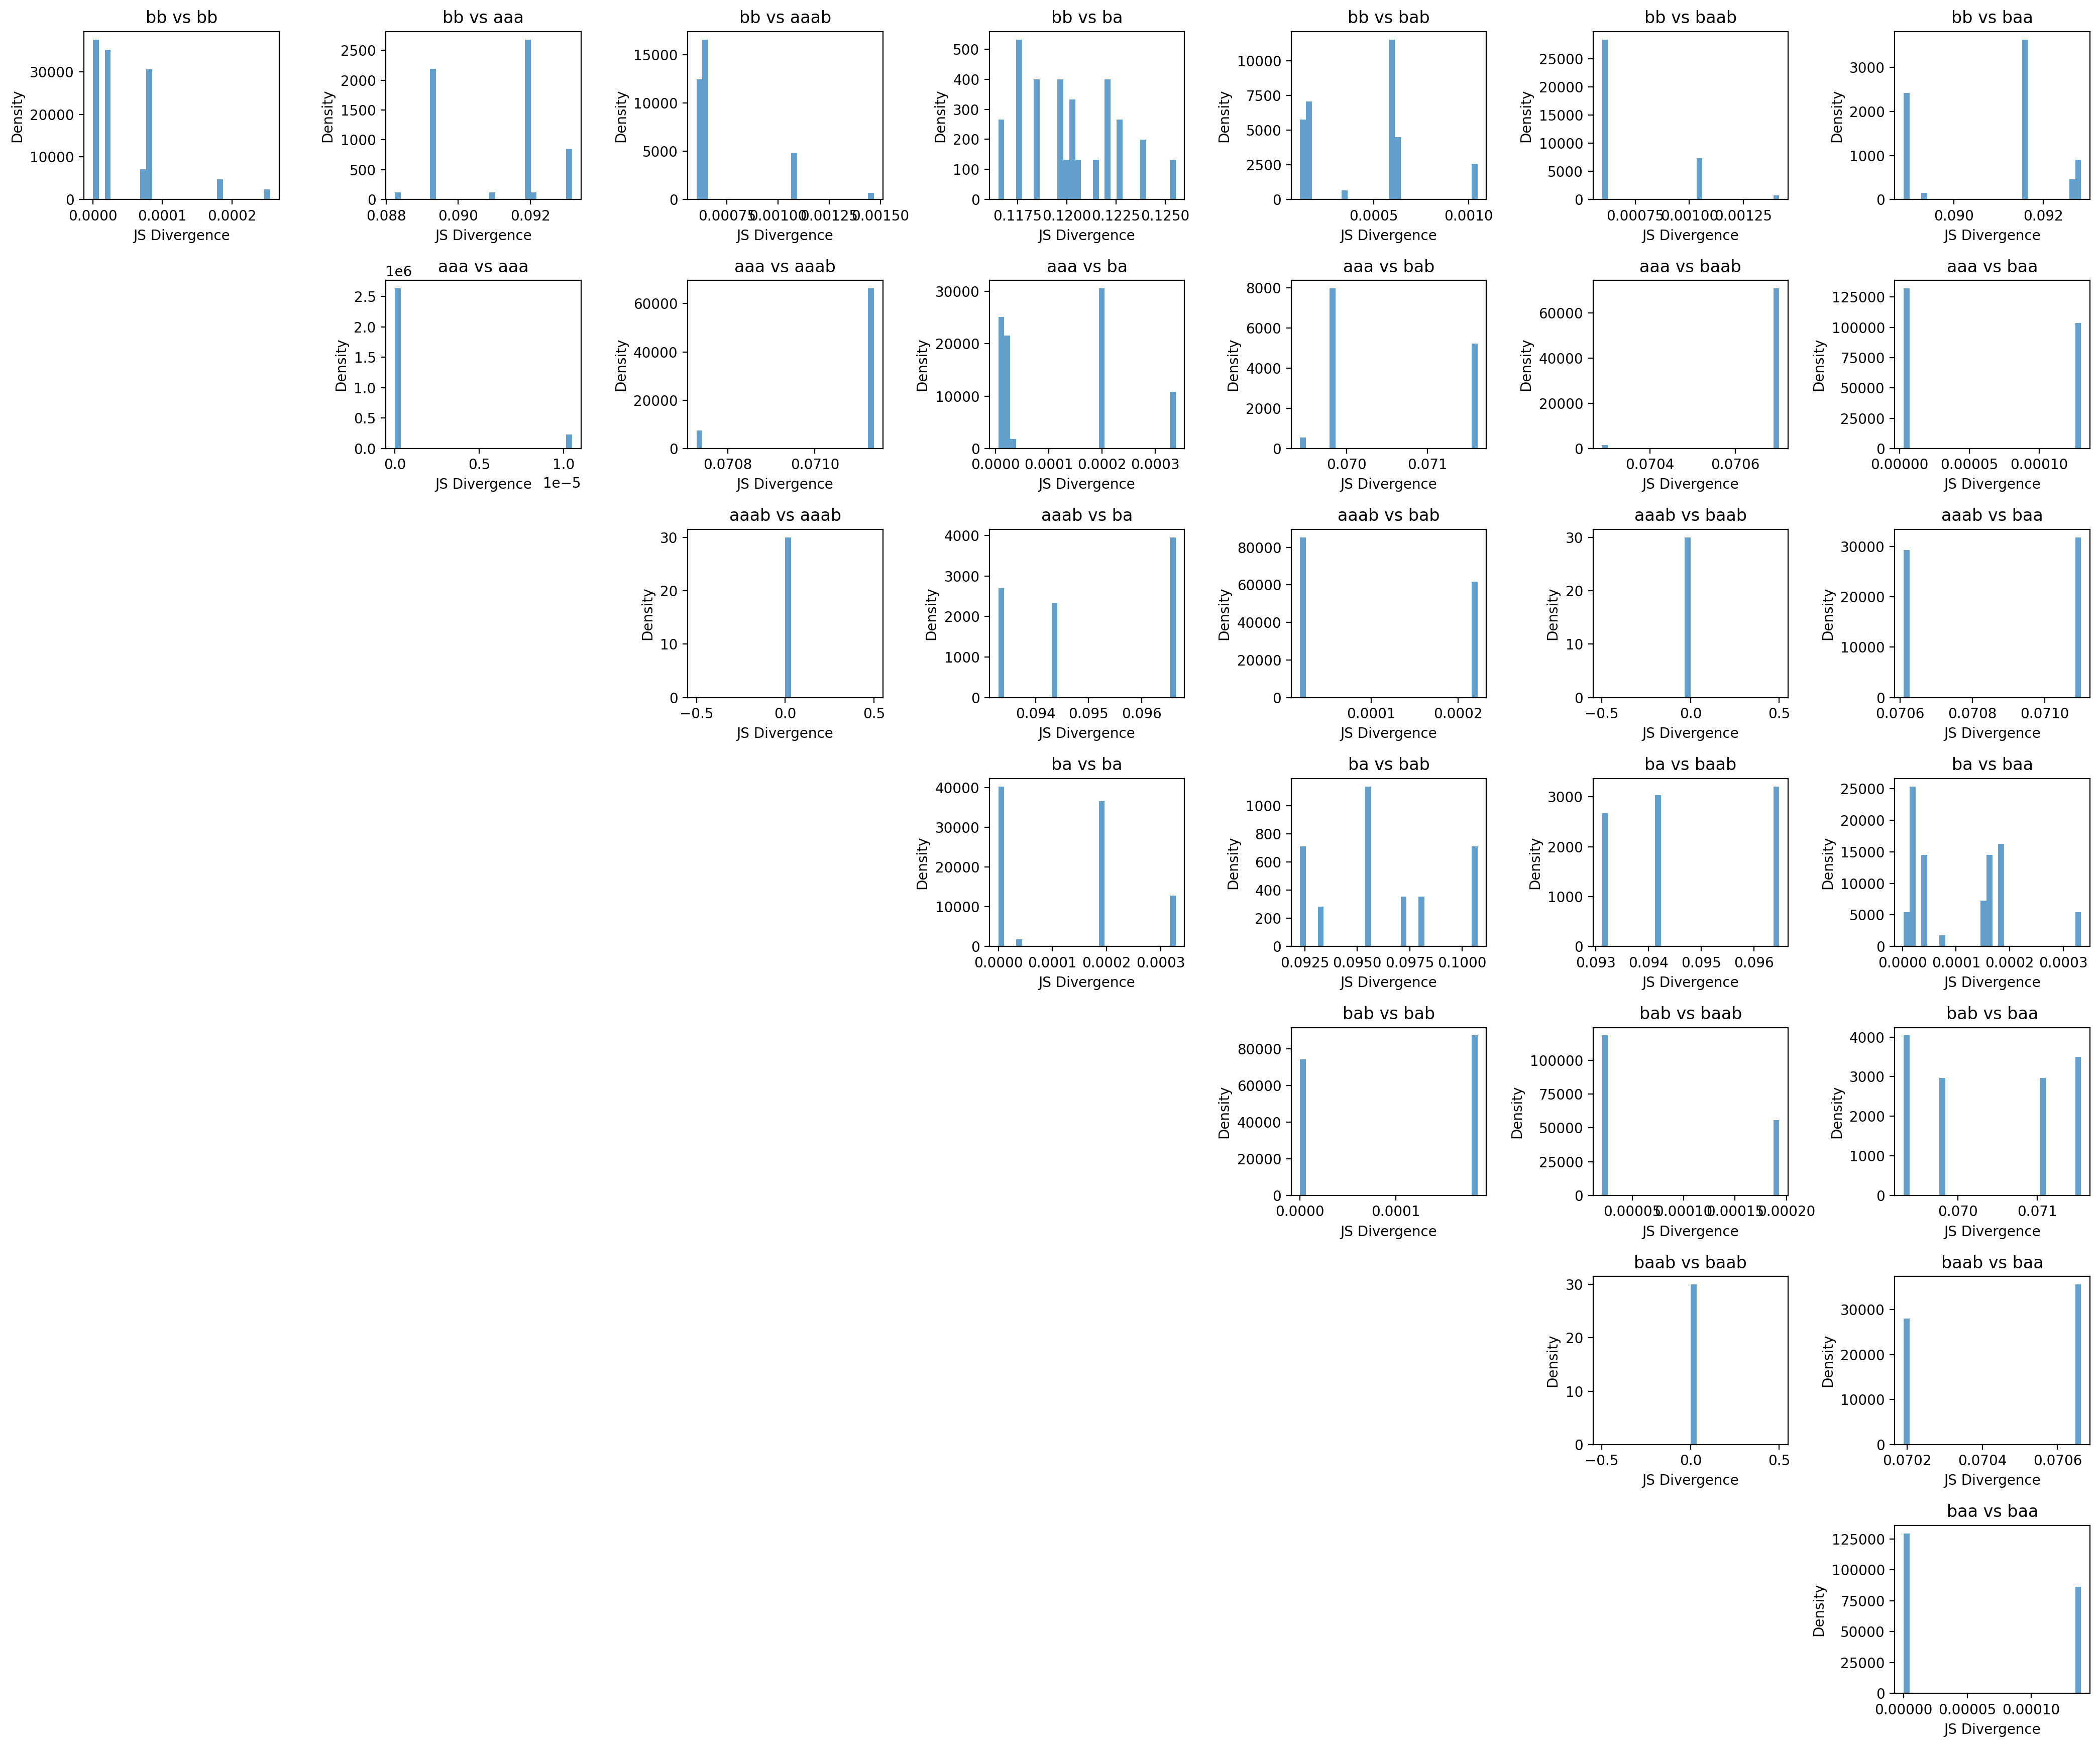 bb vs bb
Density
30000
20000
10000
0
0.0000 0.0001 0.0002
JS Divergence
bb vs aaa
Density
2500
2000
1500
1000
500
0
0.088 0.090 0.092
JS Divergence
bb vs aaab
Density
15000
10000
5000
0
0.00075 0.00100 0.00125 0.00150
JS Divergence
bb vs ba
Density
500
400
300
200
100
0
0.1175 0.1200 0.1225 0.1250
JS Divergence
bb vs bab
Density
10000
7500
5000
2500
0
0.0005 0.0010
JS Divergence
bb vs baab
Density
25000
20000
15000
10000
5000
0
0.00075 0.00100 0.00125
JS Divergence
bb vs baa
Density
3000
2000
1000
0
0.090 0.092
JS Divergence
aaa vs aaa
1e6
Density
2.5
2.0
1.5
1.0
0.5
0.0
0.0 0.5 1.0
JS Divergence 1e−5
aaa vs aaab
Density
60000
40000
20000
0
0.0708 0.0710
JS Divergence
aaa vs ba
Density
30000
20000
10000
0
0.0000 0.0001 0.0002 0.0003
JS Divergence
aaa vs bab
Density
8000
6000
4000
2000
0
0.070 0.071
JS Divergence
aaa vs baab
Density
60000
40000
20000
0
0.0704 0.0706
JS Divergence
aaa vs baa
Density
125000
100000
75000
50000
25000
0
0.00000 0.00005 0.00010
JS Divergence
aaab vs aaab
Density
30
20
10
0
−0.5 0.0 0.5
JS Divergence
aaab vs ba
Density
4000
3000
2000
1000
0
0.094 0.095 0.096
JS Divergence
aaab vs bab
Density
80000
60000
40000
20000
0
0.0001 0.0002
JS Divergence
aaab vs baab
Density
30
20
10
0
−0.5 0.0 0.5
JS Divergence
aaab vs baa
Density
30000
20000
10000
0
0.0706 0.0708 0.0710
JS Divergence
ba vs ba
Density
40000
30000
20000
10000
0
0.0000 0.0001 0.0002 0.0003
JS Divergence
ba vs bab
Density
1000
800
600
400
200
0
0.0925 0.0950 0.0975 0.1000
JS Divergence
ba vs baab
Density
3000
2000
1000
0
0.093 0.094 0.095 0.096
JS Divergence
ba vs baa
Density
25000
20000
15000
10000
5000
0
0.0000 0.0001 0.0002 0.0003
JS Divergence
bab vs bab
Density
80000
60000
40000
20000
0
0.0000 0.0001
JS Divergence
bab vs baab
Density
100000
75000
50000
25000
0
0.00005 0.00010 0.00015 0.00020
JS Divergence
bab vs baa
Density
4000
3000
2000
1000
0
0.070 0.071
JS Divergence
baab vs baab
Density
30
20
10
0
−0.5 0.0 0.5
JS Divergence
baab vs baa
Density
30000
20000
10000
0
0.0702 0.0704 0.0706
JS Divergence
baa vs baa
Density
125000
100000
75000
50000
25000
0
0.00000 0.00005 0.00010
JS Divergence